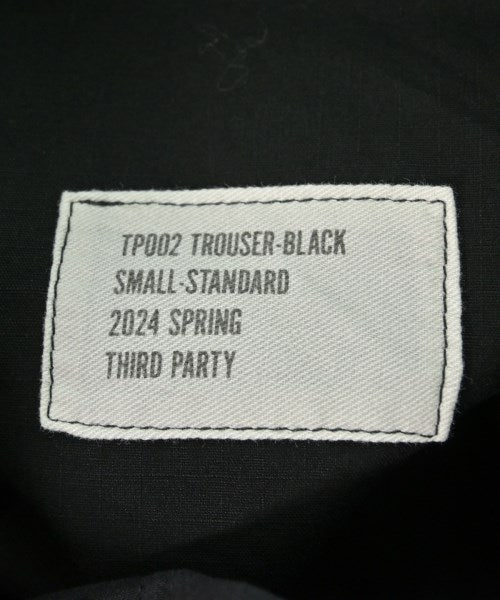 TP002 TROUSER-BLACK
SMALL-STANDARD
2024 SPRING
THIRD PARTY